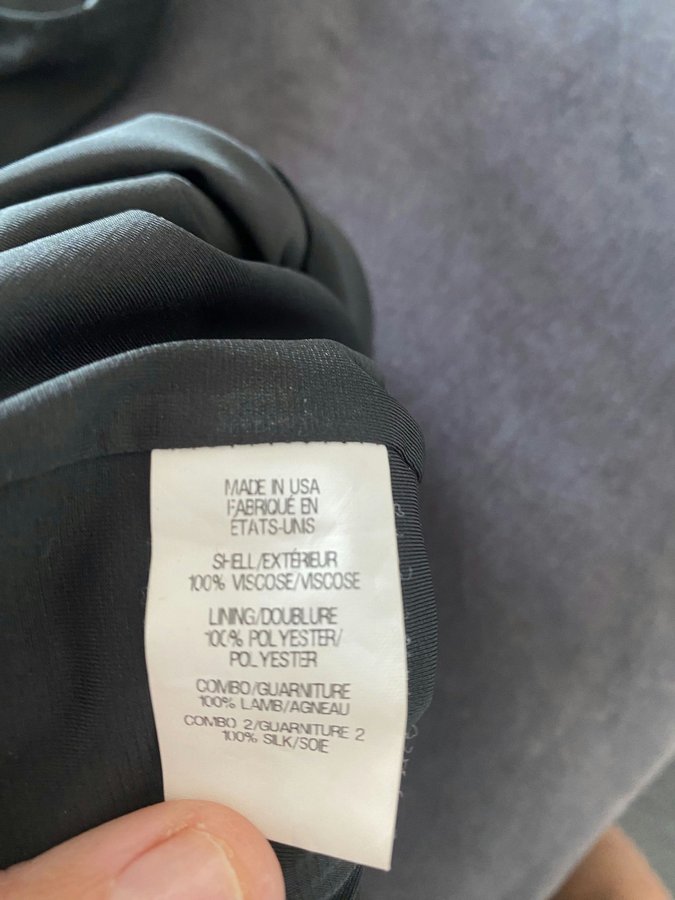 MADE IN USA
FABRIQUÉ EN
ÉTATS-UNIS
SHELL/EXTÉRIEUR
100% VISCOSE/VISCOSE
LINING/DOUBLURE
100% POLYESTER/
POLYESTER
COMBO/GUARNITURE
100% LAMB/AGNEAU
COMBO 2/GUARNITURE 2
100% SILK/SOIE